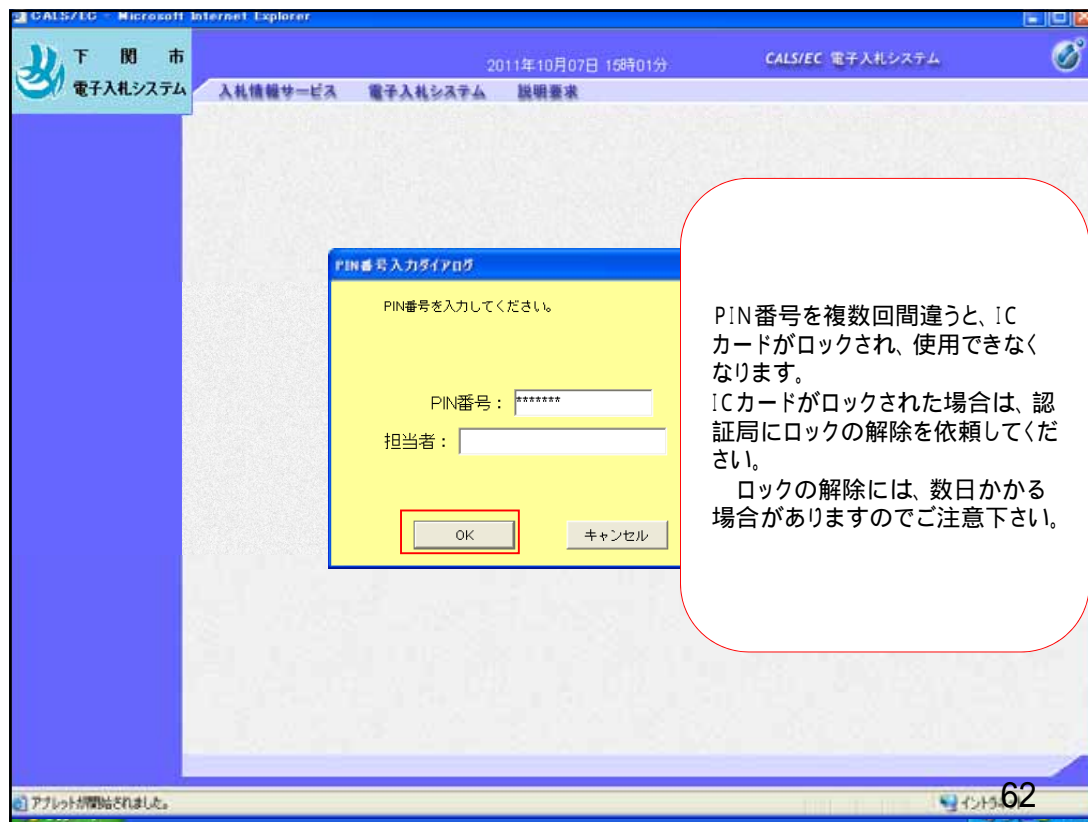 CALS/EC - Microsoft Internet Explorer
下 関 市
電子入札システム
2011年10月07日 15時01分
CALS/EC 電子入札システム
入札情報サービス 電子入札システム 説明要求
PIN番号入力ダイアログ
PIN番号を入力してください。
PIN番号： *******
担当者：
OK キャンセル
PIN番号を複数回間違うと、IC
カードがロックされ、使用できなく
なります。
ICカードがロックされた場合は、認
証局にロックの解除を依頼してくだ
さい。
　ロックの解除には、数日かかる
場合がありますのでご注意下さい。
アプレットが開始されました。
62